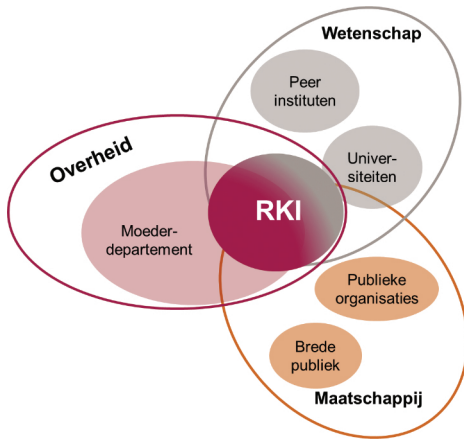 Wetenschap
Peer
instituten
Univer-
siteiten
Overheid
Moeder-
departement
RKI
Publieke
organisaties
Brede
publiek
Maatschappij